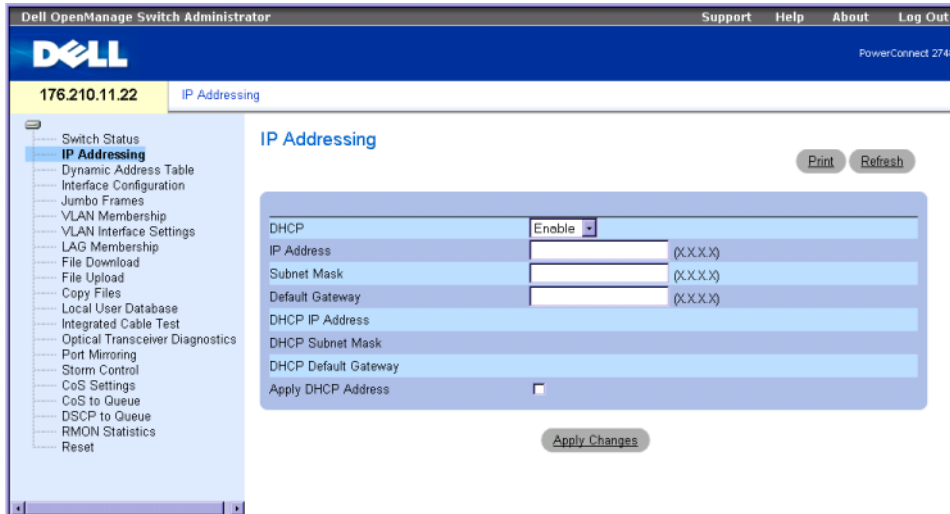 Dell OpenManage Switch Administrator Support Help About Log Out
DELL
PowerConnect 274
176.210.11.22 IP Addressing
Switch Status
IP Addressing
Dynamic Address Table
Interface Configuration
Jumbo Frames
VLAN Membership
VLAN Interface Settings
LAG Membership
File Download
File Upload
Copy Files
Local User Database
Integrated Cable Test
Optical Transceiver Diagnostics
Port Mirroring
Storm Control
CoS Settings
CoS to Queue
DSCP to Queue
RMON Statistics
Reset
IP Addressing
Print Refresh
DHCP Enable
IP Address (X.X.X.X)
Subnet Mask (X.X.X.X)
Default Gateway (X.X.X.X)
DHCP IP Address
DHCP Subnet Mask
DHCP Default Gateway
Apply DHCP Address
Apply Changes